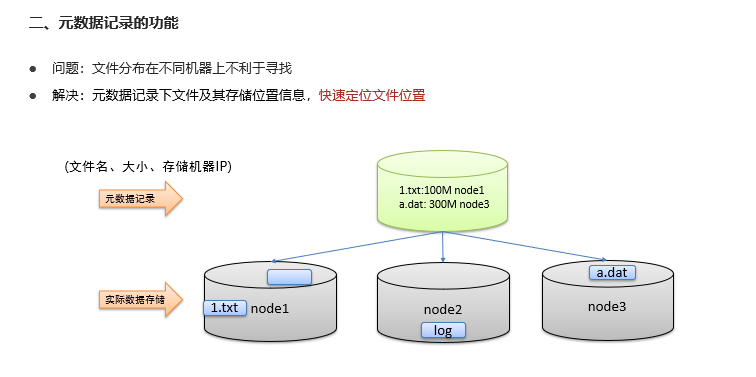 二、元数据记录的功能
● 问题：文件分布在不同机器上不利于寻找
● 解决：元数据记录下文件及其存储位置信息，快速定位文件位置
(文件名、大小、存储机器IP)
元数据记录
1.txt:100M node1
a.dat: 300M node3
实际数据存储
1.txt
node1
node2
log
a.dat
node3